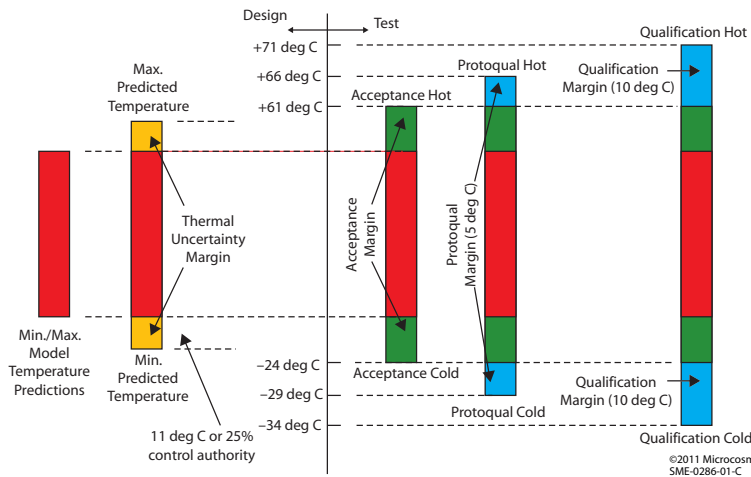 Design
Test
Qualification Hot
+71 deg C
Max.
Predicted
Temperature
+66 deg C
Protoqual Hot
Qualification
Margin (10 deg C)
+61 deg C
Acceptance Hot
Thermal
Uncertainty
Margin
Acceptance
Margin
Protoqual
Margin (5 deg C)
Min./Max.
Model
Temperature
Predictions
Min.
Predicted
Temperature
–24 deg C
Acceptance Cold
Qualification
Margin (10 deg C)
–29 deg C
Protoqual Cold
11 deg C or 25%
control authority
–34 deg C
Qualification Cold
©2011 Microcosm
SME-0286-01-C